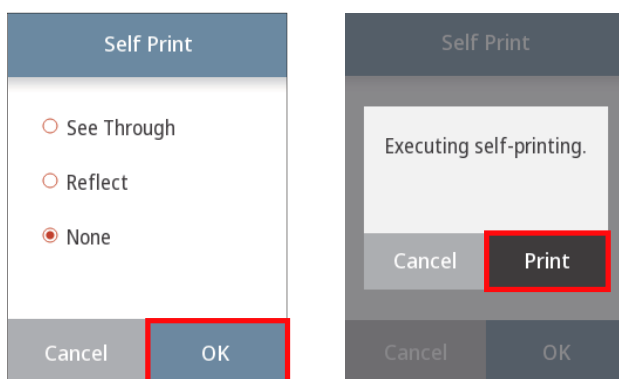 Self Print
See Through
Reflect
None
Cancel
OK
Self Print
Executing self-printing.
Cancel
Print
Cancel
OK